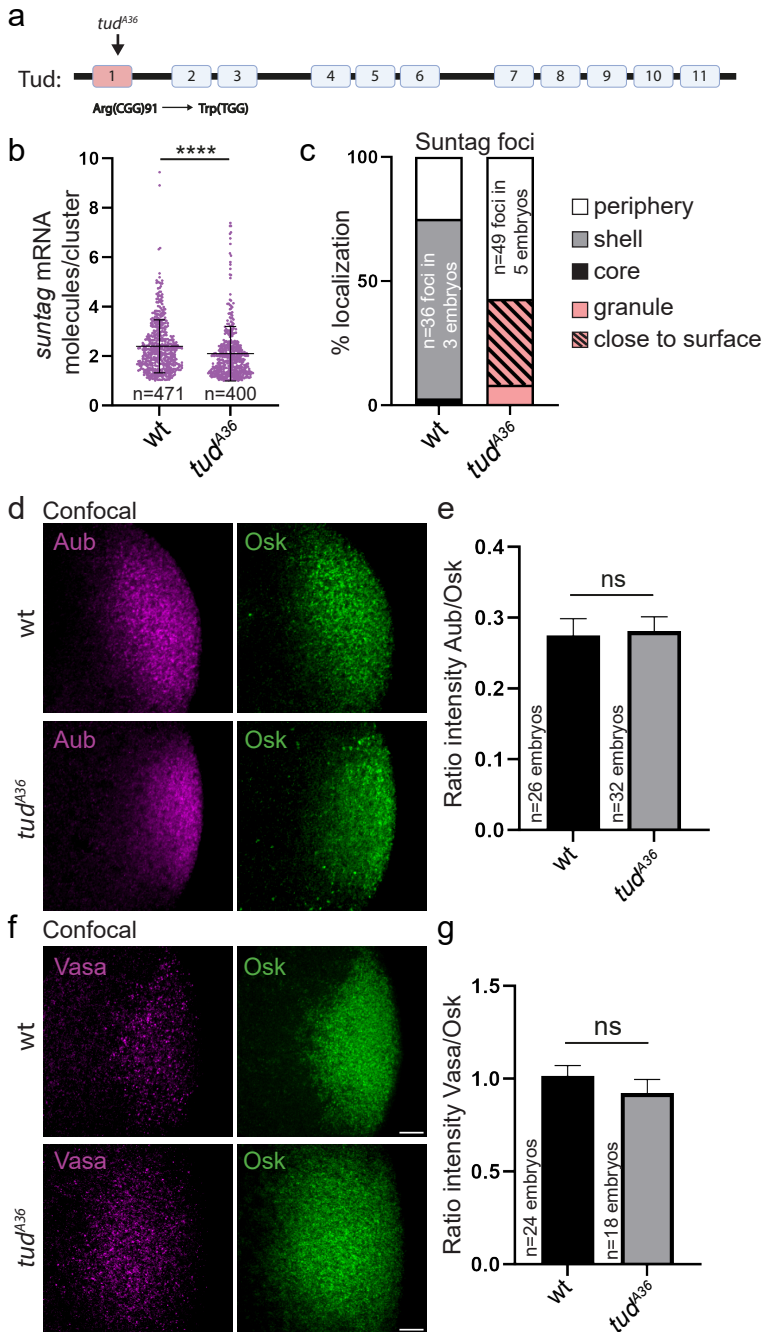 a
tud^A36
Tud: 1 2 3 4 5 6 7 8 9 10 11
Arg(CGG)91 → Trp(TGG)
b
****
suntag mRNA
molecules/cluster
10
8
6
4
2
0
n=471
n=400
wt
tud^A36
c
Suntag foci
% localization
100
50
0
n=36 foci in
3 embryos
n=49 foci in
5 embryos
wt
tud^A36
periphery
shell
core
granule
close to surface
d
Confocal
wt
Aub
Osk
tud^A36
Aub
Osk
e
Ratio intensity Aub/Osk
0.4
0.3
0.2
0.1
0.0
ns
n=26 embryos
n=32 embryos
wt
tud^A36
f
Confocal
wt
Vasa
Osk
tud^A36
Vasa
Osk
g
Ratio intensity Vasa/Osk
1.5
1.0
0.5
0.0
ns
n=24 embryos
n=18 embryos
wt
tud^A36